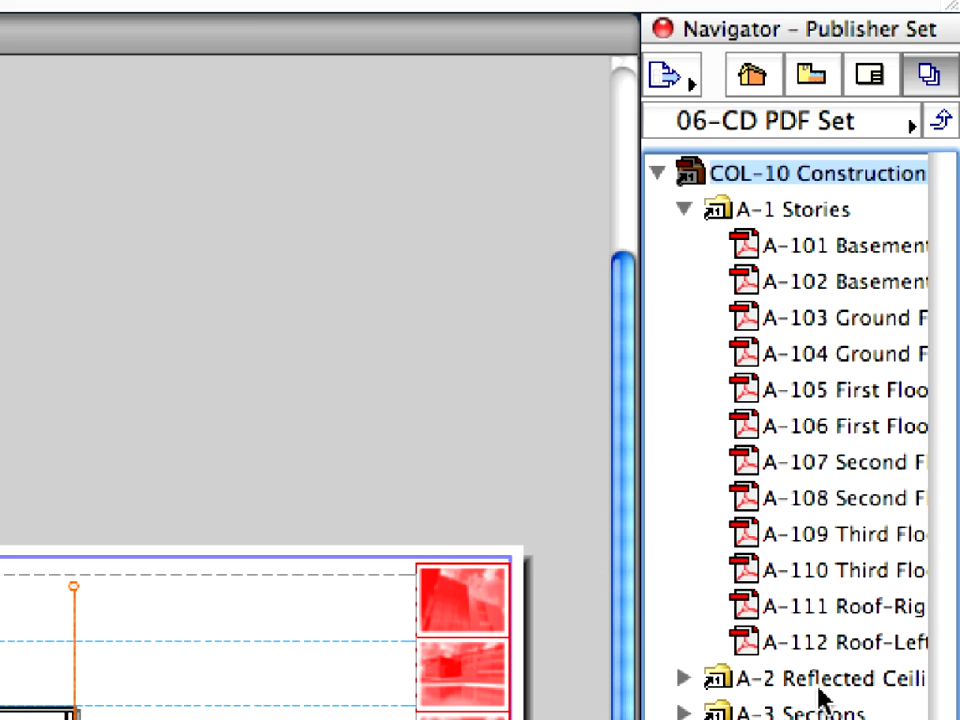 Navigator - Publisher Set
06-CD PDF Set
COL-10 Construction
A-1 Stories
A-101 Basement
A-102 Basement
A-103 Ground F
A-104 Ground F
A-105 First Floo
A-106 First Floo
A-107 Second F
A-108 Second F
A-109 Third Flo
A-110 Third Flo
A-111 Roof-Rig
A-112 Roof-Left
A-2 Reflected Ceili
A-3 Sections